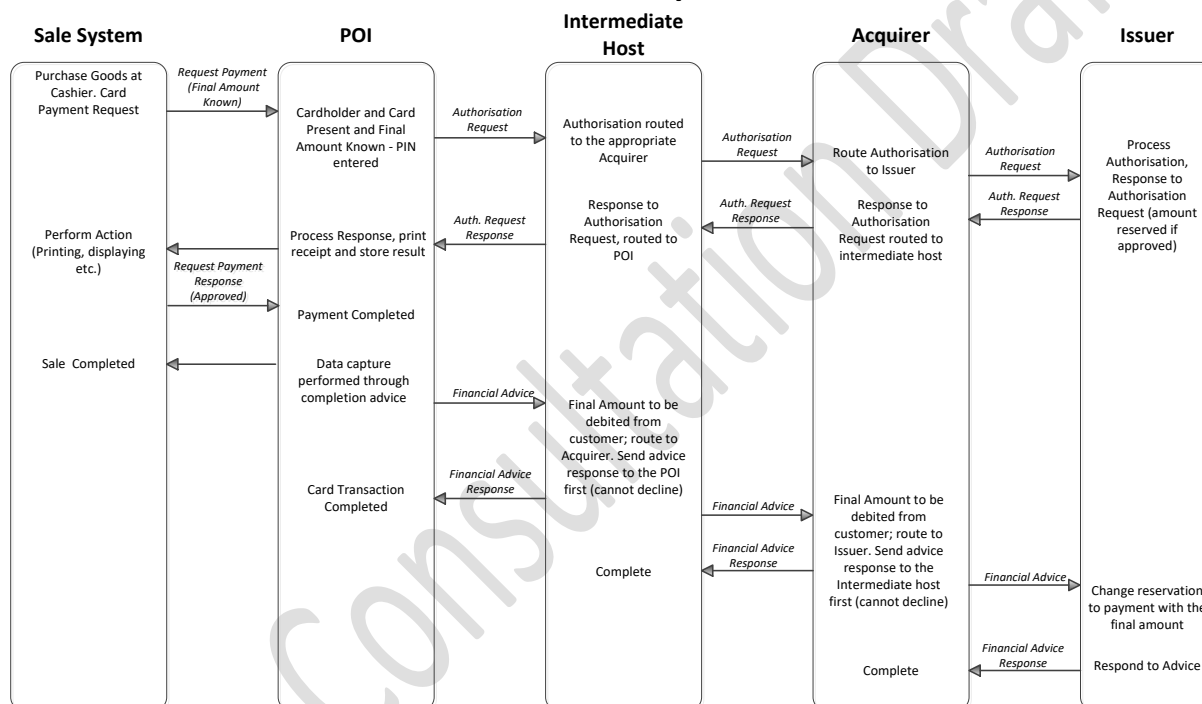 Sale System
POI
Intermediate
Host
Acquirer
Issuer
Purchase Goods at
Cashier. Card
Payment Request
Request Payment
(Final Amount
Known)
Cardholder and Card
Present and Final
Amount Known - PIN
entered
Authorisation
Request
Authorisation routed
to the appropriate
Acquirer
Authorisation
Request
Route Authorisation
to Issuer
Authorisation
Request
Process
Authorisation,
Response to
Authorisation
Request (amount
reserved if
approved)
Auth. Request
Response
Response to
Authorisation
Request routed to
intermediate host
Auth. Request
Response
Response to
Authorisation
Request, routed to
POI
Auth. Request
Response
Process Response, print
receipt and store result
Perform Action
(Printing, displaying
etc.)
Request Payment
Response
(Approved)
Payment Completed
Sale Completed
Data capture
performed through
completion advice
Financial Advice
Final Amount to be
debited from
customer; route to
Acquirer. Send advice
response to the POI
first (cannot decline)
Financial Advice
Response
Card Transaction
Completed
Financial Advice
Final Amount to be
debited from
customer; route to
Issuer. Send advice
response to the
Intermediate host
first (cannot decline)
Financial Advice
Response
Complete
Financial Advice
Change reservation
to payment with the
final amount
Financial Advice
Response
Respond to Advice
Complete
Consultation Draft